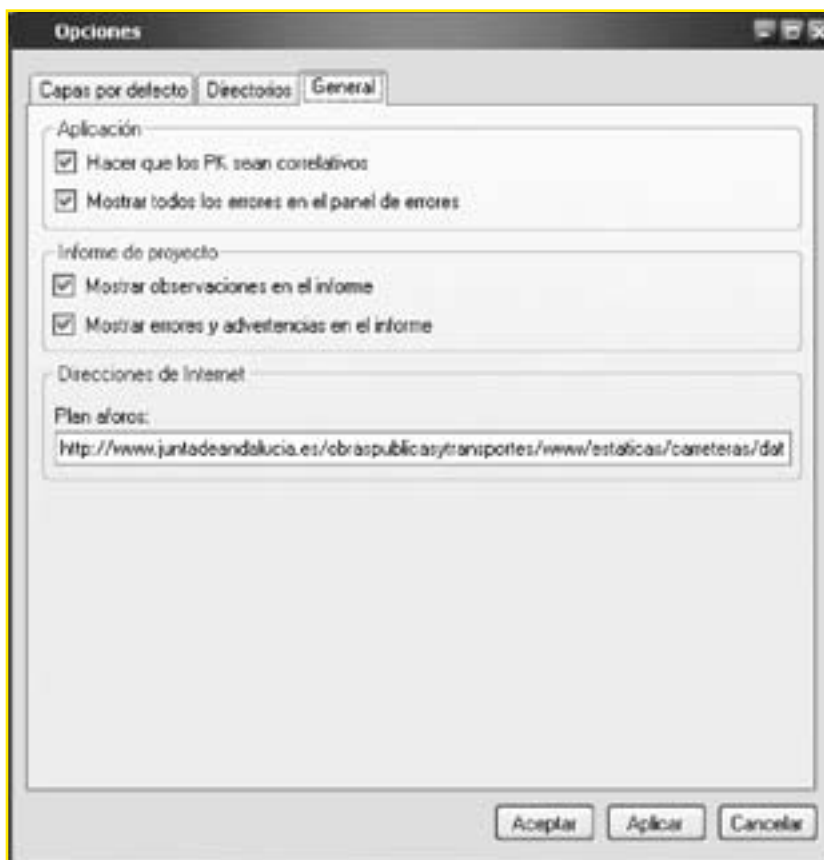 Opciones
Capas por defecto Directorios General
Aplicación
Hacer que los PK sean correlativos
Mostrar todos los errores en el panel de errores
Informe de proyecto
Mostrar observaciones en el informe
Mostrar errores y advertencias en el informe
Direcciones de Internet
Plan aforos:
http://www.juntadeandalucia.es/obraspublicasytransportes/www/estaticas/carreteras/dat
Aceptar Aplicar Cancelar